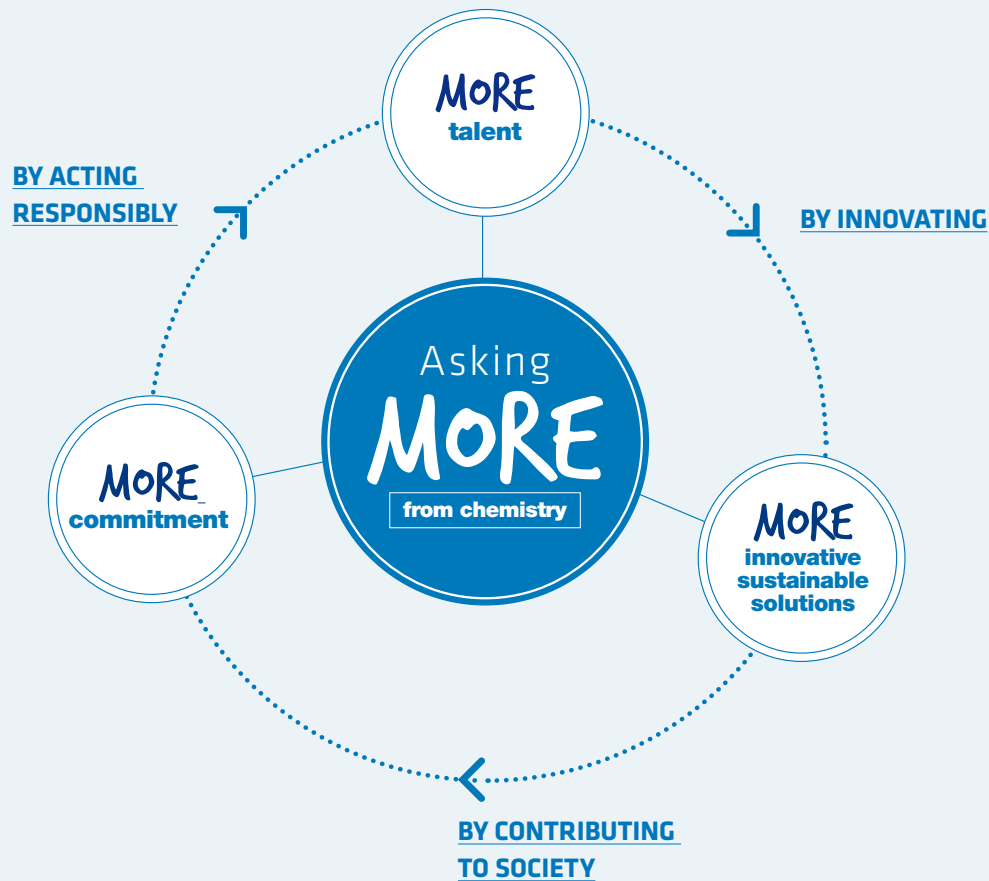 MORE
talent
BY ACTING
RESPONSIBLY
BY INNOVATING
Asking
MORE
from chemistry
MORE
commitment
MORE
innovative
sustainable
solutions
BY CONTRIBUTING
TO SOCIETY